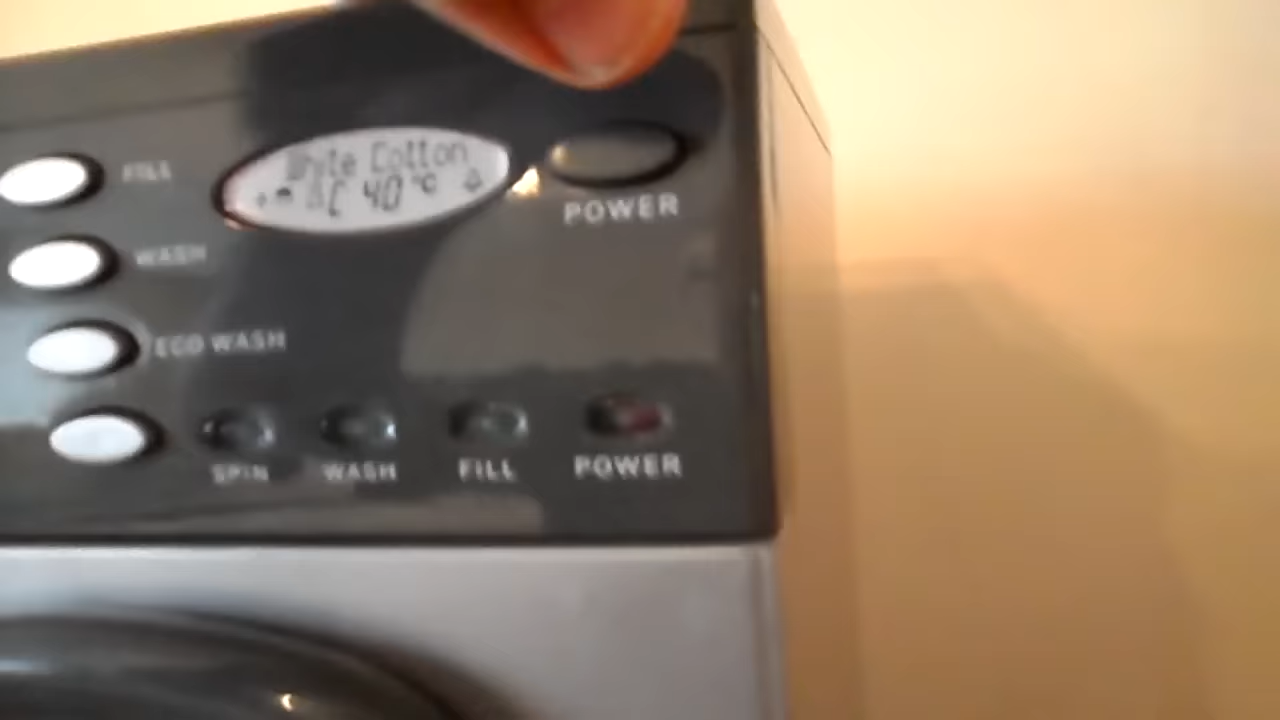 White Cotton
C 40°C
FILL
POWER
WASH
ECO WASH
SPIN
WASH
FILL
POWER